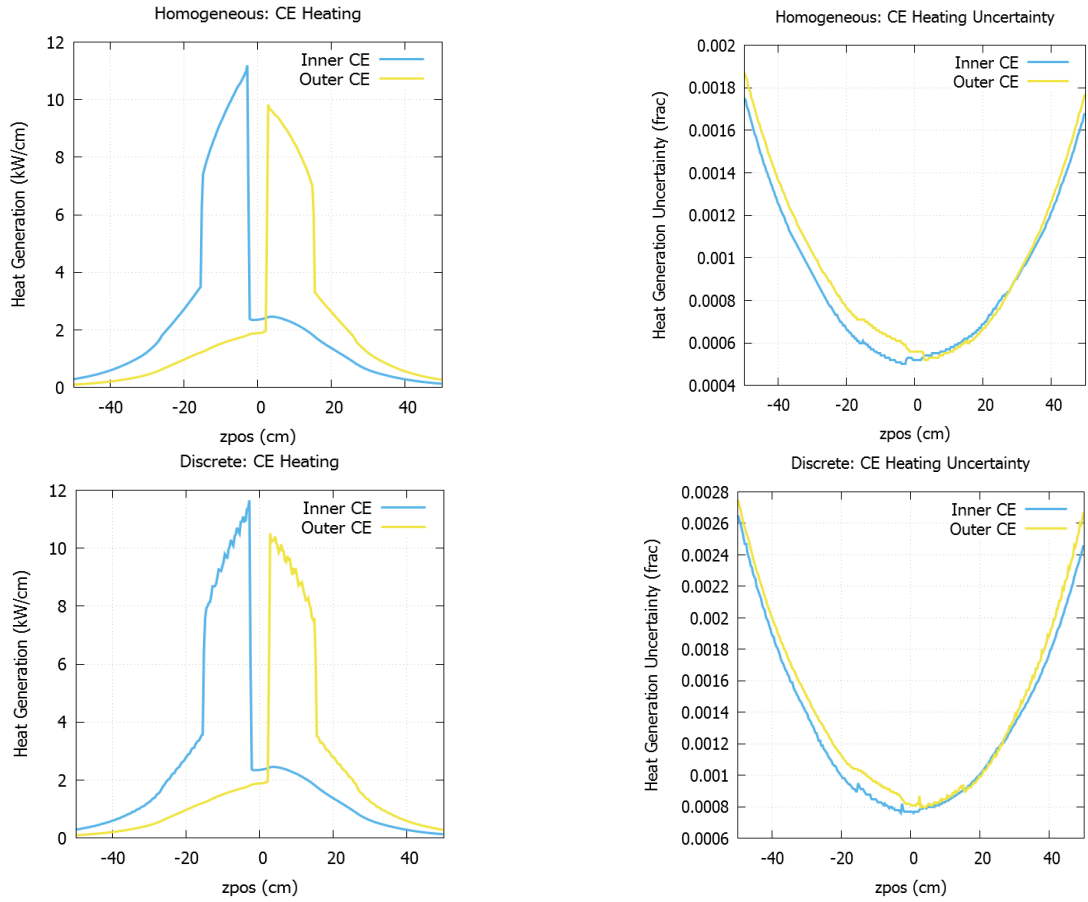 Homogeneous: CE Heating
Heat Generation (kW/cm)
12
10
8
6
4
2
0
Inner CE
Outer CE
-40
-20
0
20
40
zpos (cm)
Homogeneous: CE Heating Uncertainty
Heat Generation Uncertainty (frac)
0.002
0.0018
0.0016
0.0014
0.0012
0.001
0.0008
0.0006
0.0004
Inner CE
Outer CE
-40
-20
0
20
40
zpos (cm)
Discrete: CE Heating
Heat Generation (kW/cm)
12
10
8
6
4
2
0
Inner CE
Outer CE
-40
-20
0
20
40
zpos (cm)
Discrete: CE Heating Uncertainty
Heat Generation Uncertainty (frac)
0.0028
0.0026
0.0024
0.0022
0.002
0.0018
0.0016
0.0014
0.0012
0.001
0.0008
0.0006
Inner CE
Outer CE
-40
-20
0
20
40
zpos (cm)